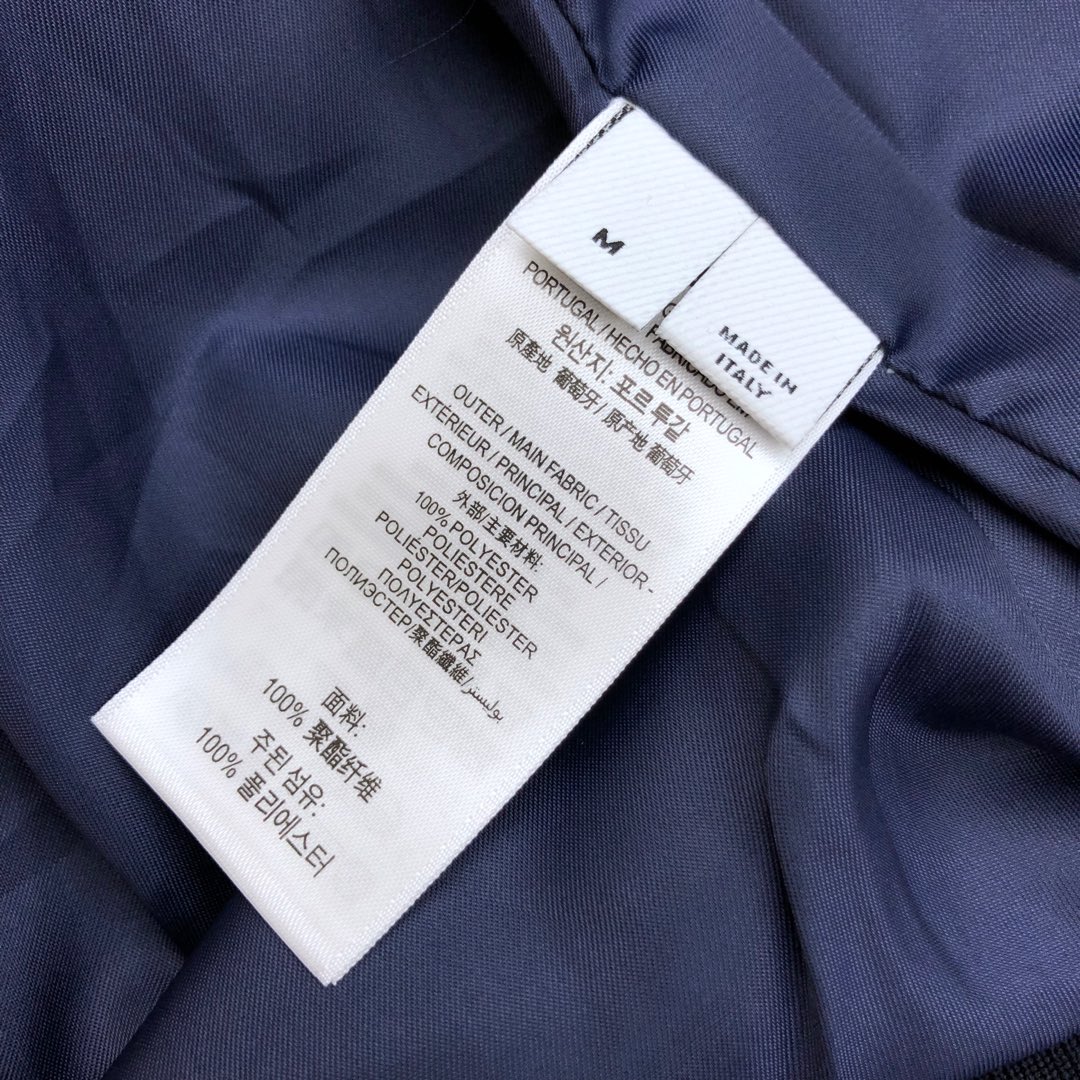 M
MADE IN
ITALY
PORTUGAL / HECHO EN PORTUGAL
원산지: 포르투갈
原產地 葡萄牙 / 原产地 葡萄牙
OUTER / MAIN FABRIC / TISSU
EXTÉRIEUR / PRINCIPAL / EXTERIOR -
COMPOSICION PRINCIPAL /
外部/主要材料:
100% POLYESTER
POLIESTERE
POLIÉSTER/POLIESTER
POLYESTERI
ΠΟΛΥΕΣΤΕΡΑΣ
ПОЛИЭСТЕР/聚酯纖維/بوليستر
面料:
100% 聚酯纤维
주된 섬유:
100% 폴리에스터